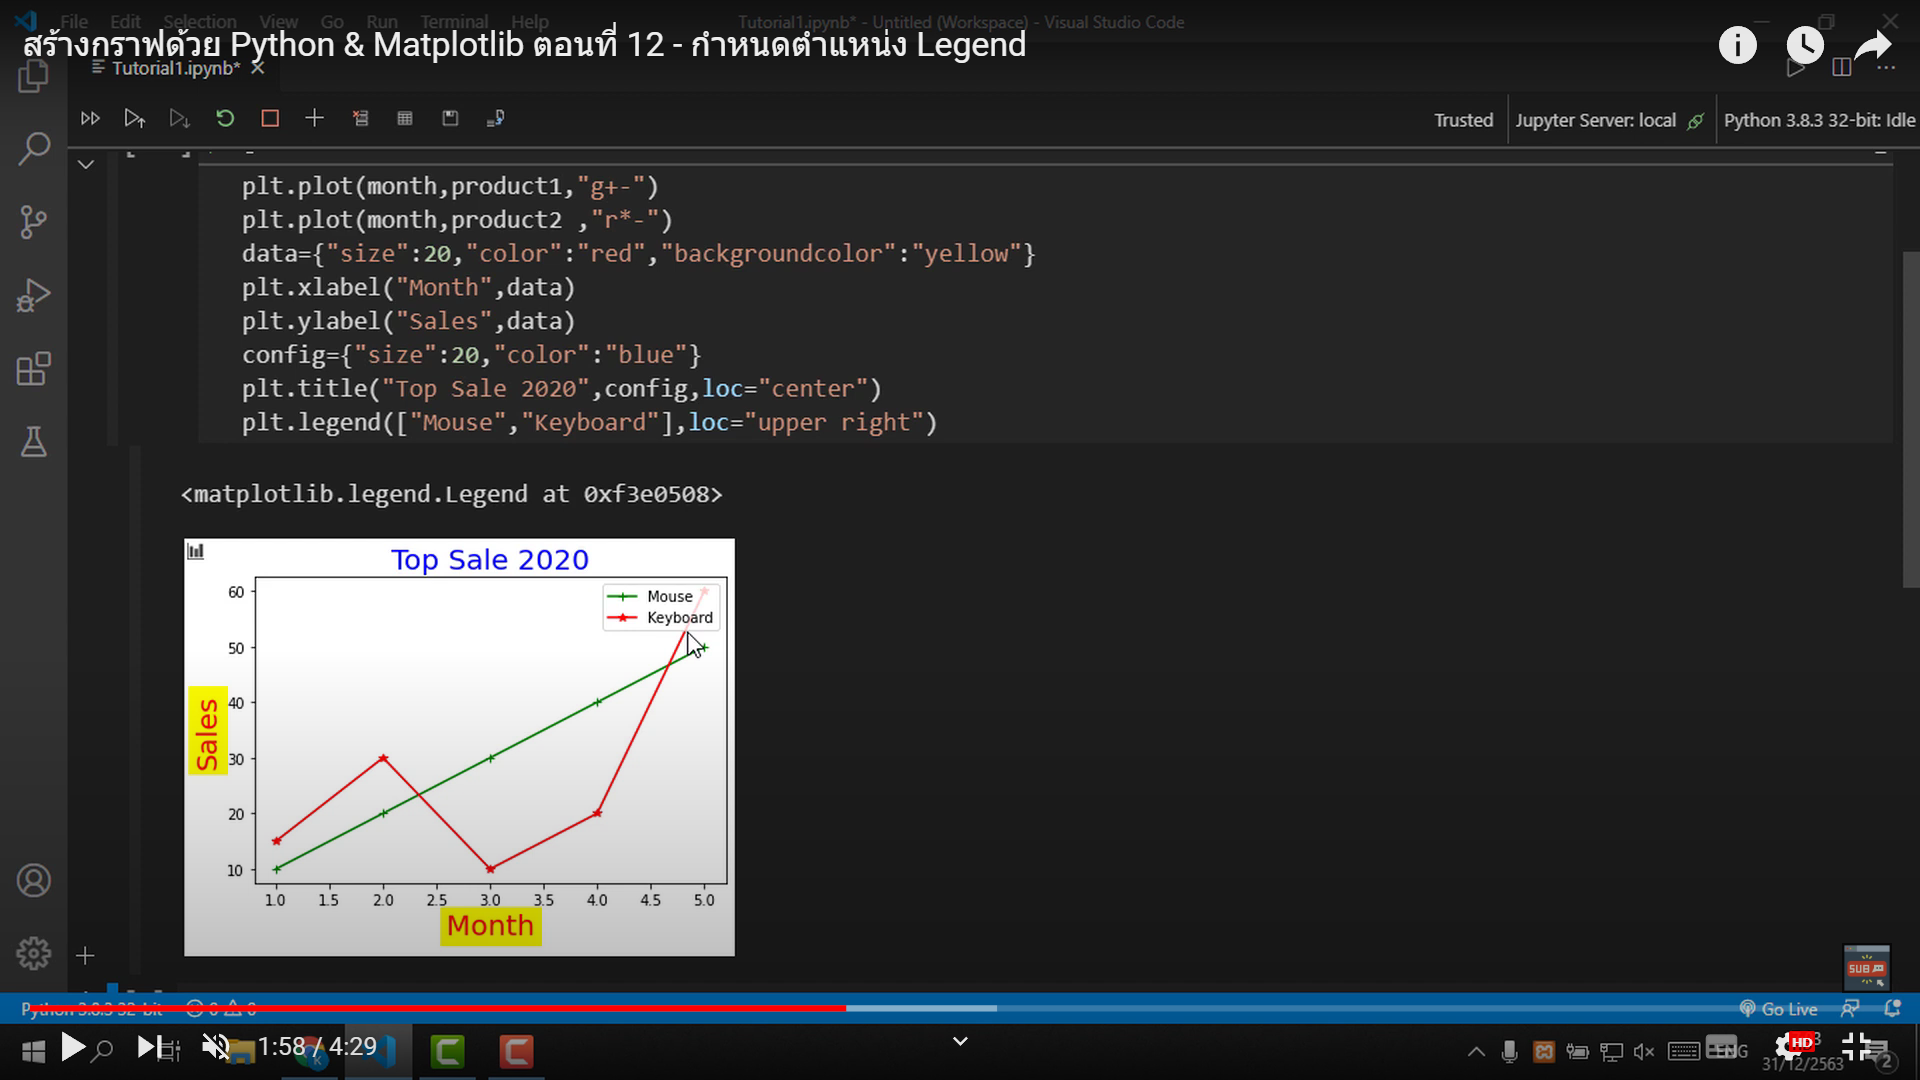 File Edit Selection View Go Run Terminal Help Tutorial1.ipynb* - Untitled (Workspace) - Visual Studio Code
สร้างกราฟด้วย Python & Matplotlib ตอนที่ 12 - กำหนดตำแหน่ง Legend
Tutorial1.ipynb*
Trusted Jupyter Server: local Python 3.8.3 32-bit: Idle
plt.plot(month,product1,"g+-")
plt.plot(month,product2 ,"r*-")
data={"size":20,"color":"red","backgroundcolor":"yellow"}
plt.xlabel("Month",data)
plt.ylabel("Sales",data)
config={"size":20,"color":"blue"}
plt.title("Top Sale 2020",config,loc="center")
plt.legend(["Mouse","Keyboard"],loc="upper right")
<matplotlib.legend.Legend at 0xf3e0508>
Top Sale 2020
Mouse
Keyboard
60
50
40
30
20
10
Sales
1.0 1.5 2.0 2.5 3.0 3.5 4.0 4.5 5.0
Month
SUB
Python 3.8.3 32-bit 0 0 Go Live
1:58 / 4:29
ENG
HD
31/12/2563
2